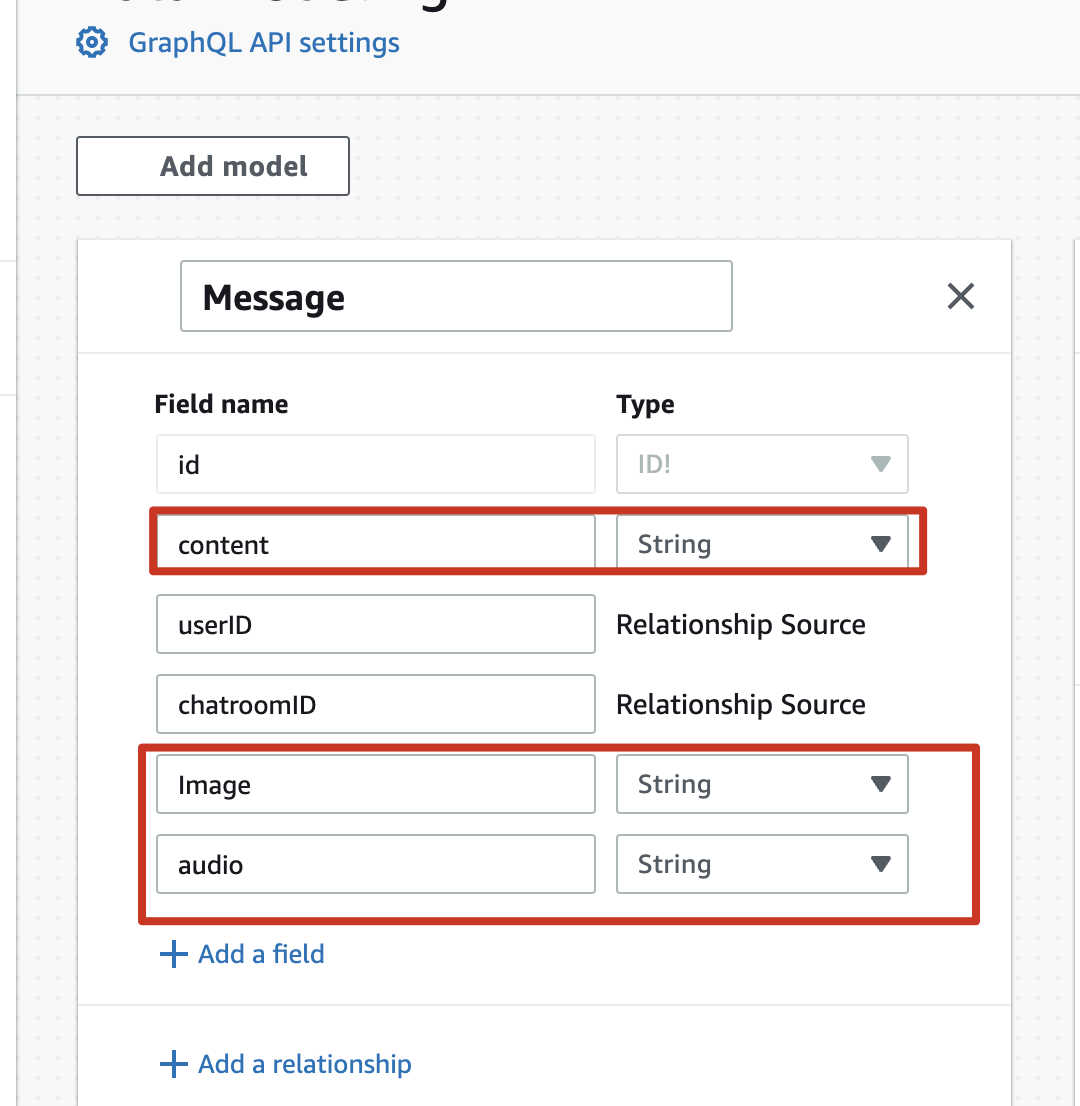 GraphQL API settings
Add model
Message
Field name Type
id ID!
content String
userID Relationship Source
chatroomID Relationship Source
Image String
audio String
Add a field
Add a relationship